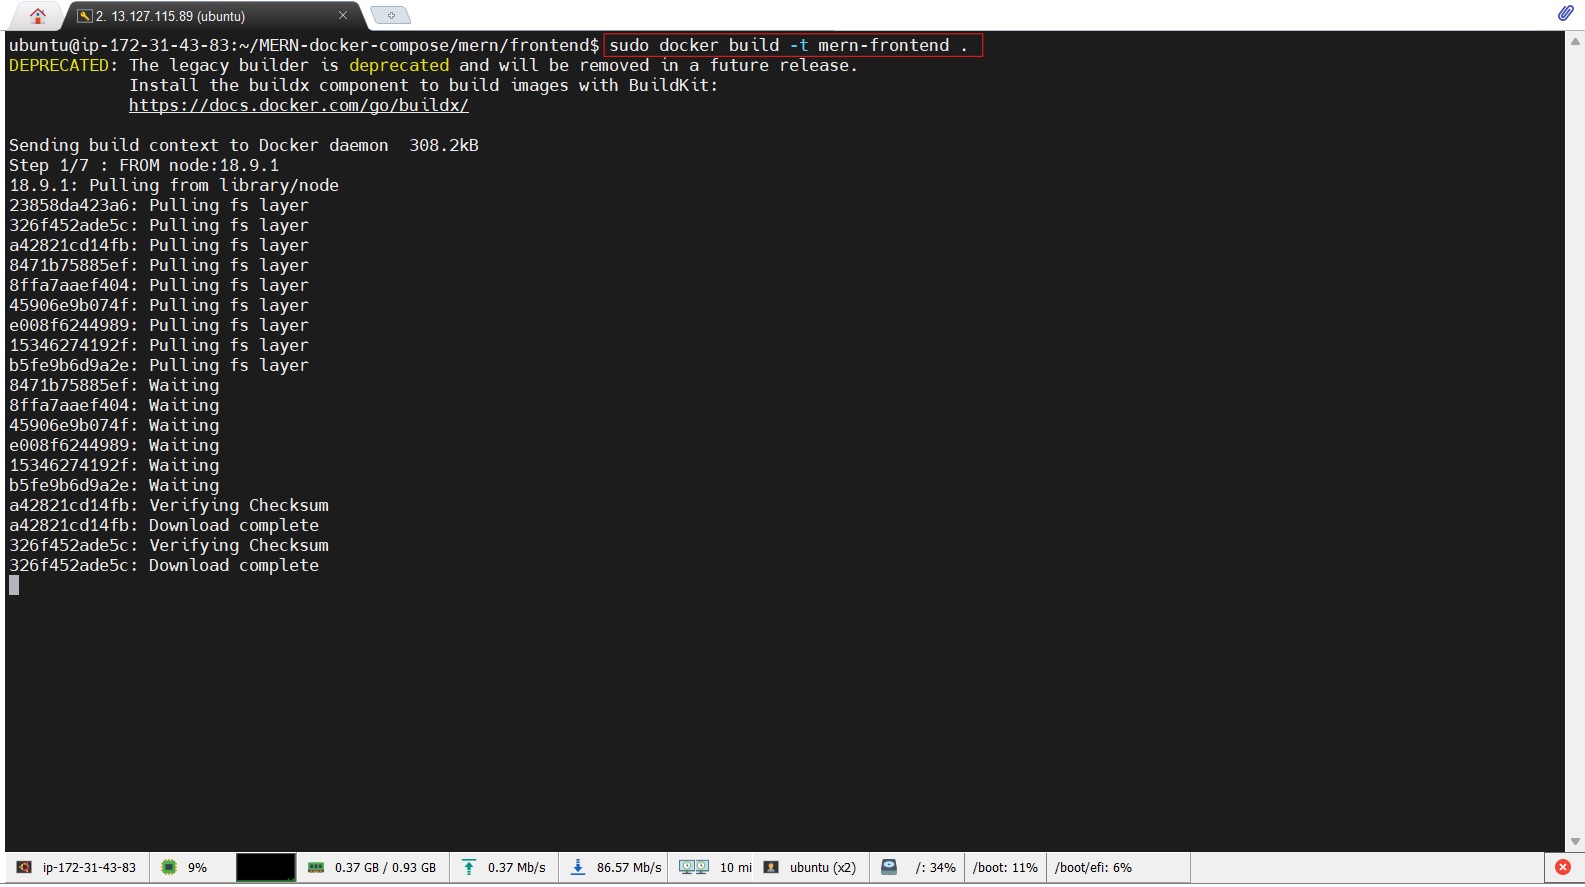 2. 13.127.115.89 (ubuntu)
ubuntu@ip-172-31-43-83:~/MERN-docker-compose/mern/frontend$ sudo docker build -t mern-frontend .
DEPRECATED: The legacy builder is deprecated and will be removed in a future release.
Install the buildx component to build images with BuildKit:
https://docs.docker.com/go/buildx/
Sending build context to Docker daemon  308.2kB
Step 1/7 : FROM node:18.9.1
18.9.1: Pulling from library/node
23858da423a6: Pulling fs layer
326f452ade5c: Pulling fs layer
a42821cd14fb: Pulling fs layer
8471b75885ef: Pulling fs layer
8ffa7aaef404: Pulling fs layer
45906e9b074f: Pulling fs layer
e008f6244989: Pulling fs layer
15346274192f: Pulling fs layer
b5fe9b6d9a2e: Pulling fs layer
8471b75885ef: Waiting
8ffa7aaef404: Waiting
45906e9b074f: Waiting
e008f6244989: Waiting
15346274192f: Waiting
b5fe9b6d9a2e: Waiting
a42821cd14fb: Verifying Checksum
a42821cd14fb: Download complete
326f452ade5c: Verifying Checksum
326f452ade5c: Download complete
ip-172-31-43-83 9% 0.37 GB / 0.93 GB 0.37 Mb/s 86.57 Mb/s 10 mi ubuntu (x2) /: 34% /boot: 11% /boot/efi: 6%